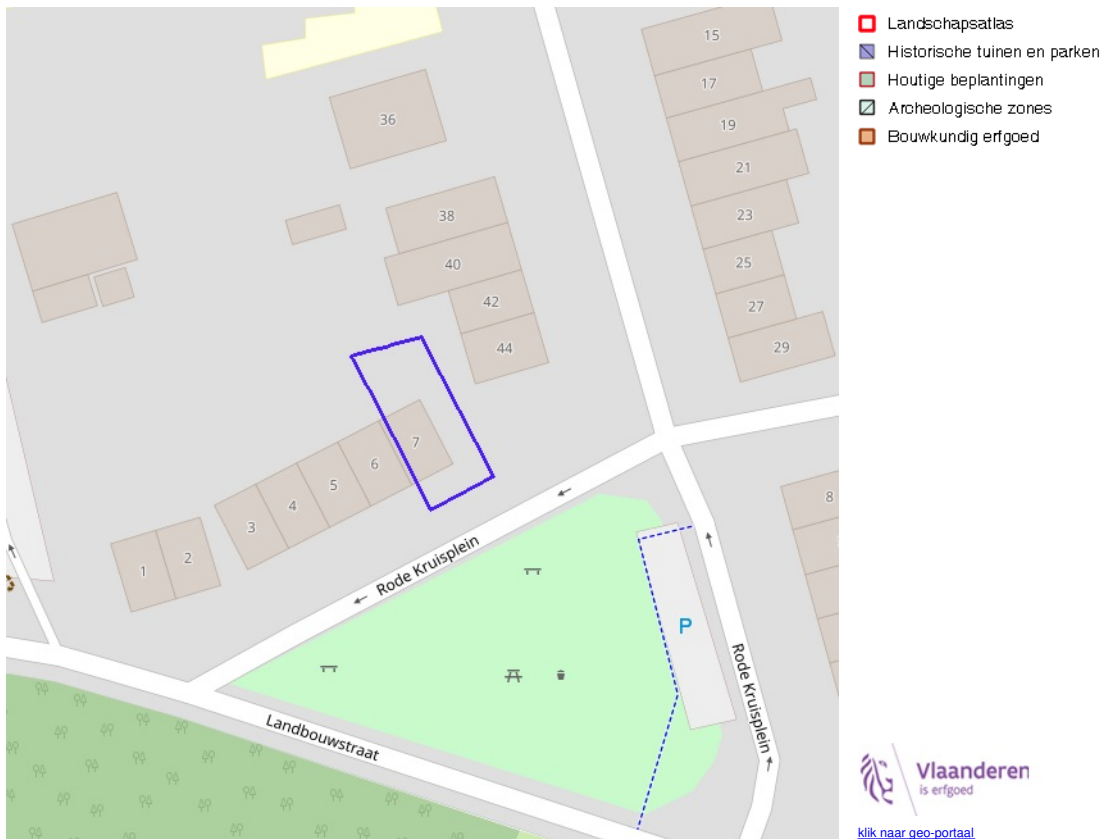 Landschapsatlas
Historische tuinen en parken
Houtige beplantingen
Archeologische zones
Bouwkundig erfgoed
15
17
36
19
21
23
38
40
25
42
27
44
29
7
6
5
4
3
2
1
8
Rode Kruisplein
P
Rode Kruisplein
Landbouwstraat
Vlaanderen
is erfgoed
klik naar geo-portaal